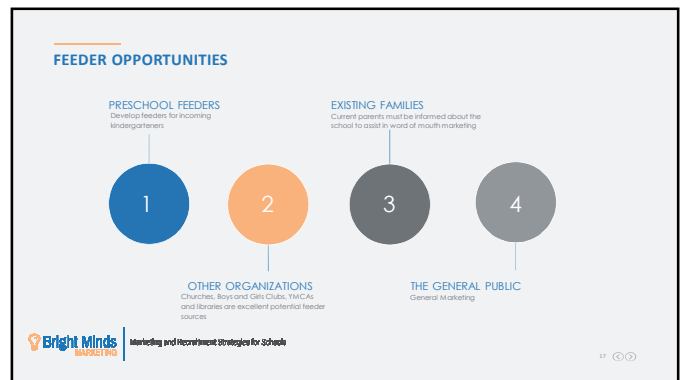 FEEDER OPPORTUNITIES
PRESCHOOL FEEDERS
Develop feeders for incoming
kindergarteners
EXISTING FAMILIES
Current parents must be informed about the
school to assist in word of mouth marketing
1
2
3
4
OTHER ORGANIZATIONS
Churches, Boys and Girls Clubs, YMCAs
and libraries are excellent potential feeder
sources
THE GENERAL PUBLIC
General Marketing
Bright Minds
MARKETING
Marketing and Recruitment Strategies for Schools
17